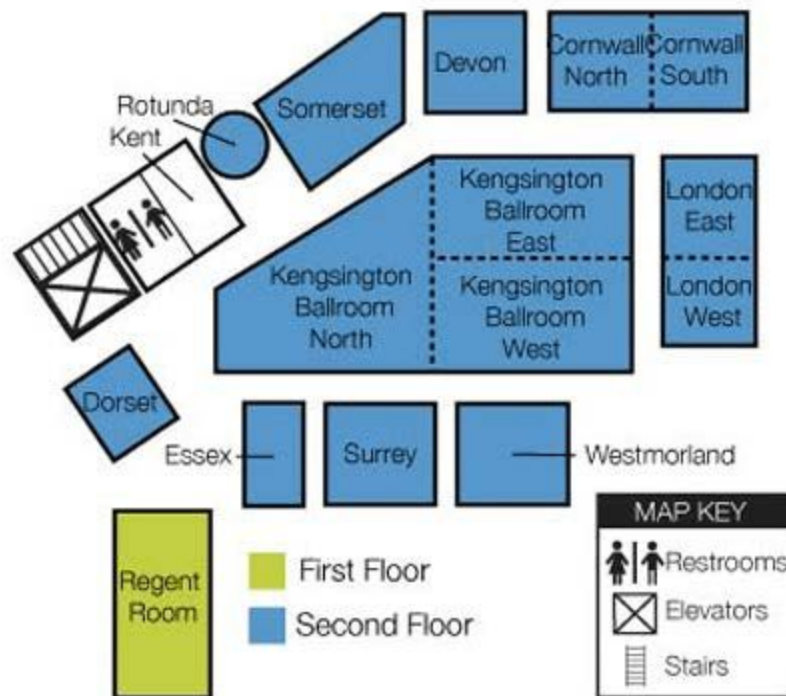 Devon
Cornwall
North
Cornwall
South
Somerset
Rotunda
Kent
Kengsington
Ballroom
East
London
East
Kengsington
Ballroom
North
Kengsington
Ballroom
West
London
West
Dorset
Essex
Surrey
Westmorland
Regent
Room
First Floor
Second Floor
MAP KEY
Restrooms
Elevators
Stairs